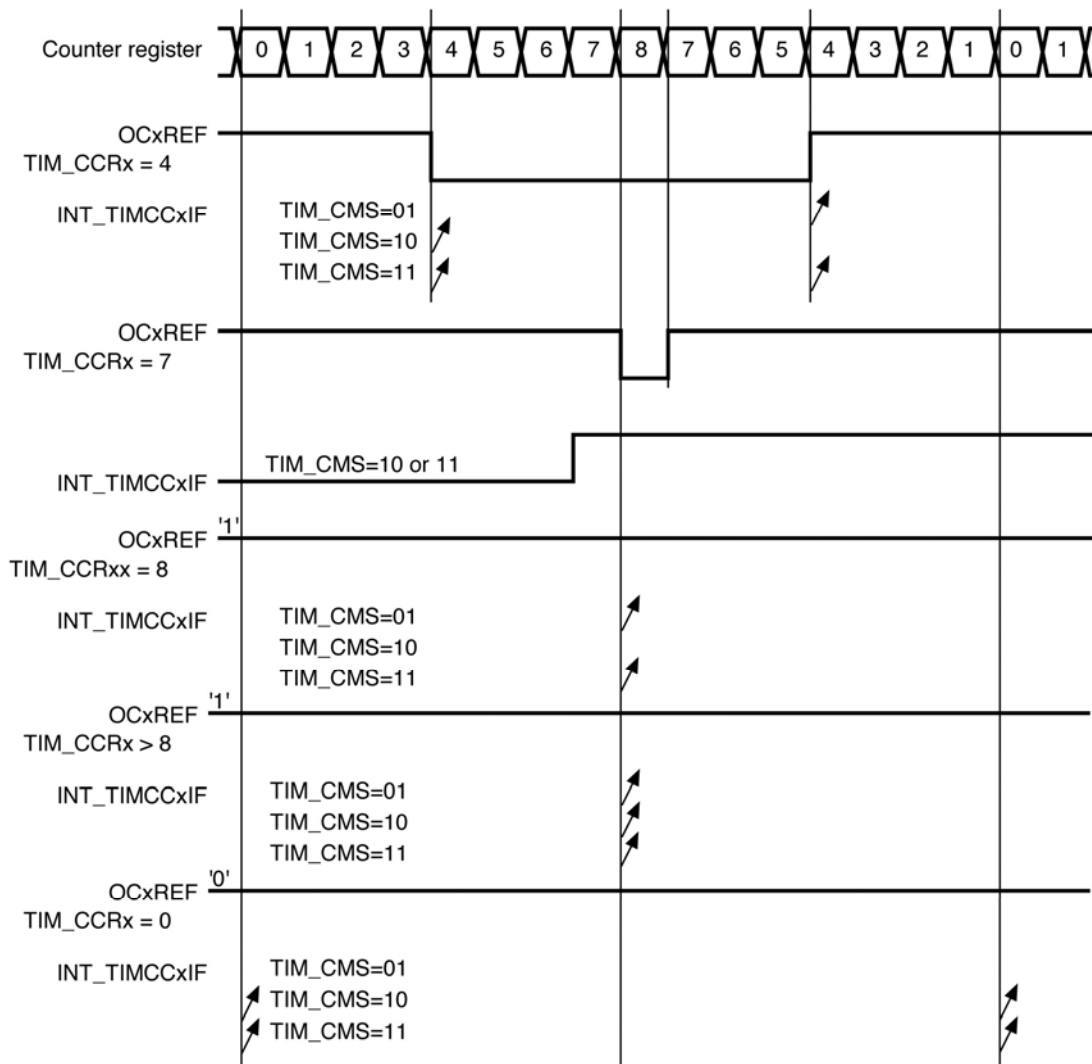 Counter register 0 1 2 3 4 5 6 7 8 7 6 5 4 3 2 1 0 1
OCxREF
TIM_CCRx = 4
INT_TIMCCxIF
TIM_CMS=01
TIM_CMS=10
TIM_CMS=11
OCxREF
TIM_CCRx = 7
TIM_CMS=10 or 11
INT_TIMCCxIF
OCxREF '1'
TIM_CCRxx = 8
INT_TIMCCxIF
TIM_CMS=01
TIM_CMS=10
TIM_CMS=11
OCxREF '1'
TIM_CCRx > 8
INT_TIMCCxIF
TIM_CMS=01
TIM_CMS=10
TIM_CMS=11
OCxREF '0'
TIM_CCRx = 0
INT_TIMCCxIF
TIM_CMS=01
TIM_CMS=10
TIM_CMS=11